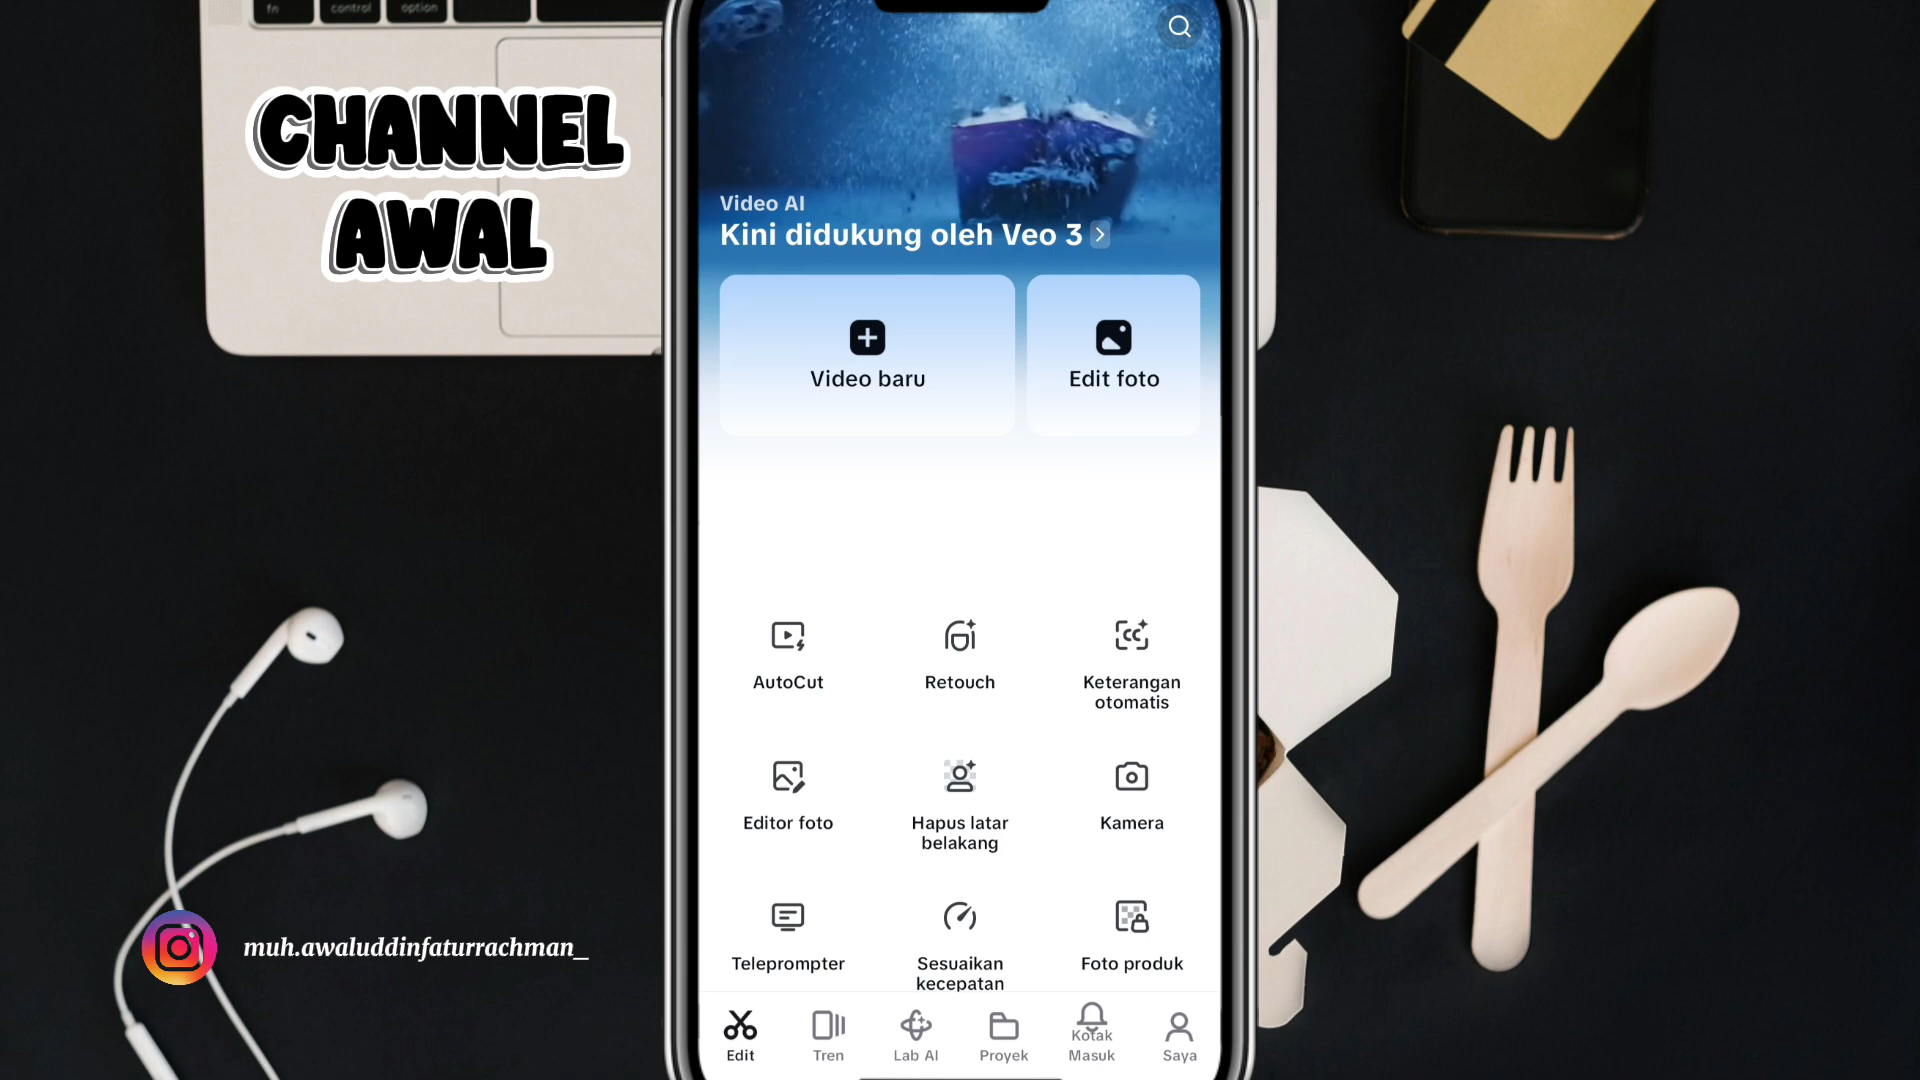 fn
control
option
CHANNEL
AWAL
Video AI
Kini didukung oleh Veo 3
Video baru
Edit foto
AutoCut
Retouch
Keterangan
otomatis
Editor foto
Hapus latar
belakang
Kamera
Teleprompter
Sesuaikan
kecepatan
Foto produk
Edit
Tren
Lab AI
Proyek
Kotak
Masuk
Saya
muh.awaluddinfaturrachman_